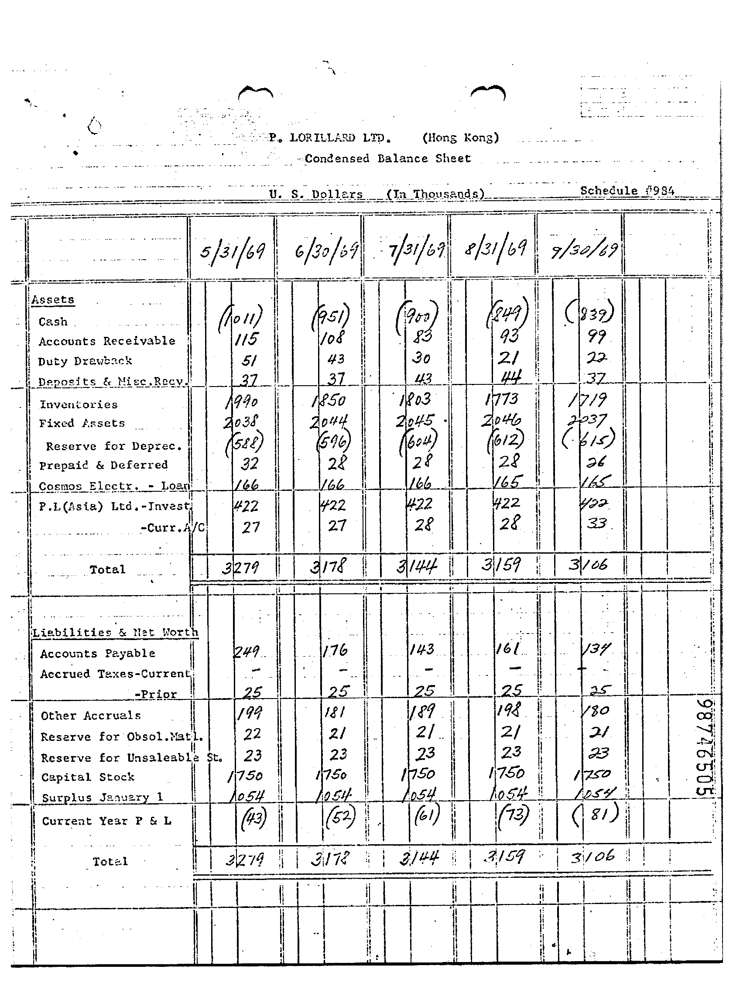 P. LORILLARD LTD. (Hong Kong)
Condensed Balance Sheet
U. S. Dollars (In Thousands) Schedule #984
5/31/69 6/30/69 7/31/69 8/31/69 9/30/69
Assets
Cash (1011) (951) (900) (849) (839)
Accounts Receivable 115 108 83 93 99
Duty Drawback 51 43 30 21 22
Deposits & Misc.Recv. 37 37 43 44 37
Inventories 1990 1850 1803 1773 1719
Fixed Assets 2038 2044 2045 2046 2037
Reserve for Deprec. (588) (596) (604) (612) (615)
Prepaid & Deferred 32 28 28 28 26
Cosmos Electr. - Loan 166 166 166 165 165
P.L(Asia) Ltd.-Invest 422 422 422 422 422
-Curr.A/C 27 27 28 28 33
Total 3279 3178 3144 3159 3106
Liabilities & Net Worth
Accounts Payable 249 176 143 161 134
Accrued Taxes-Current - - - - -
-Prior 25 25 25 25 25
Other Accruals 199 181 189 198 180
Reserve for Obsol.Matl. 22 21 21 21 21
Reserve for Unsaleable St. 23 23 23 23 23
Capital Stock 1750 1750 1750 1750 1750
Surplus January 1 1054 1054 1054 1054 1054
Current Year P & L (43) (52) (61) (73) (81)
Total 3279 3178 3144 3159 3106
98746505